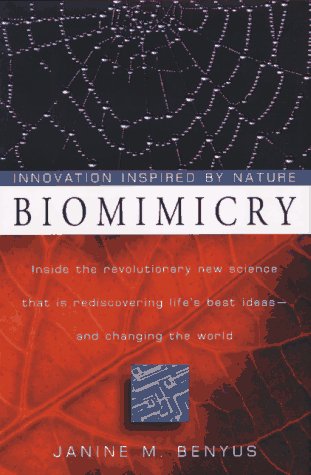 INNOVATION INSPIRED BY NATURE
BIOMIMICRY
Inside the revolutionary new science
that is rediscovering life's best ideas—
and changing the world
JANINE M. BENYUS